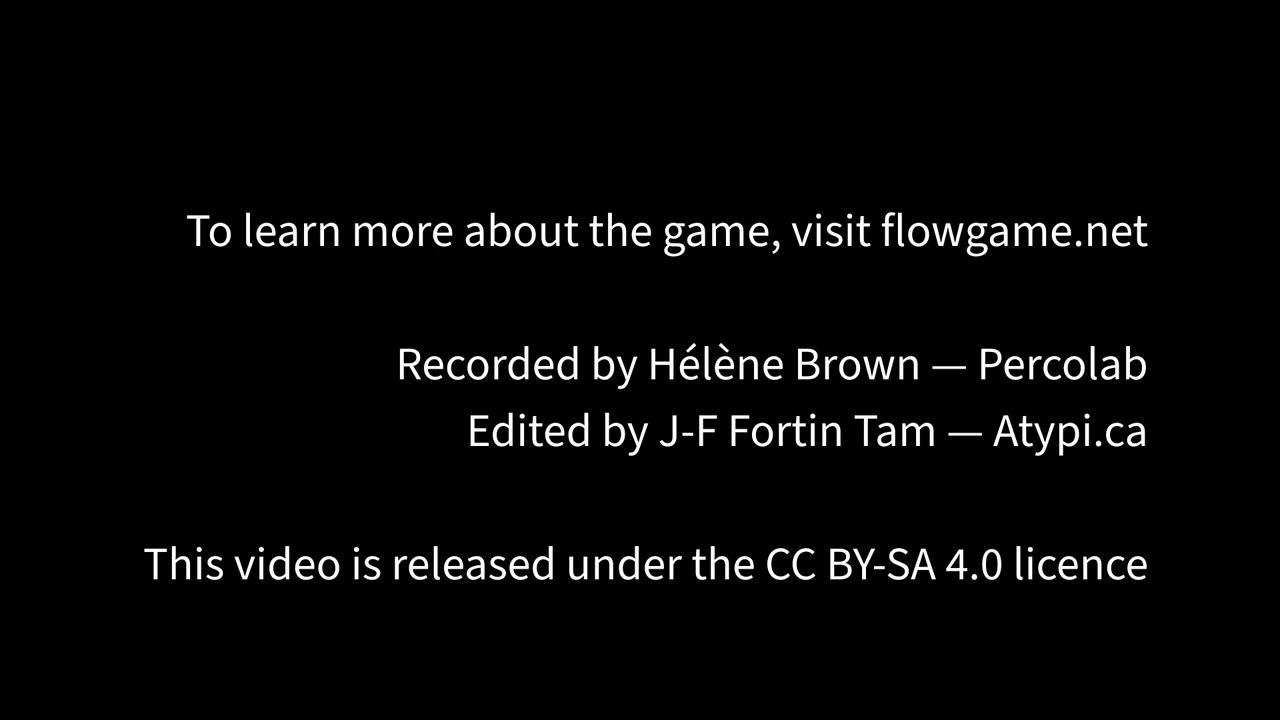 To learn more about the game, visit flowgame.net
Recorded by Hélène Brown — Percolab
Edited by J-F Fortin Tam — Atypi.ca
This video is released under the CC BY-SA 4.0 licence